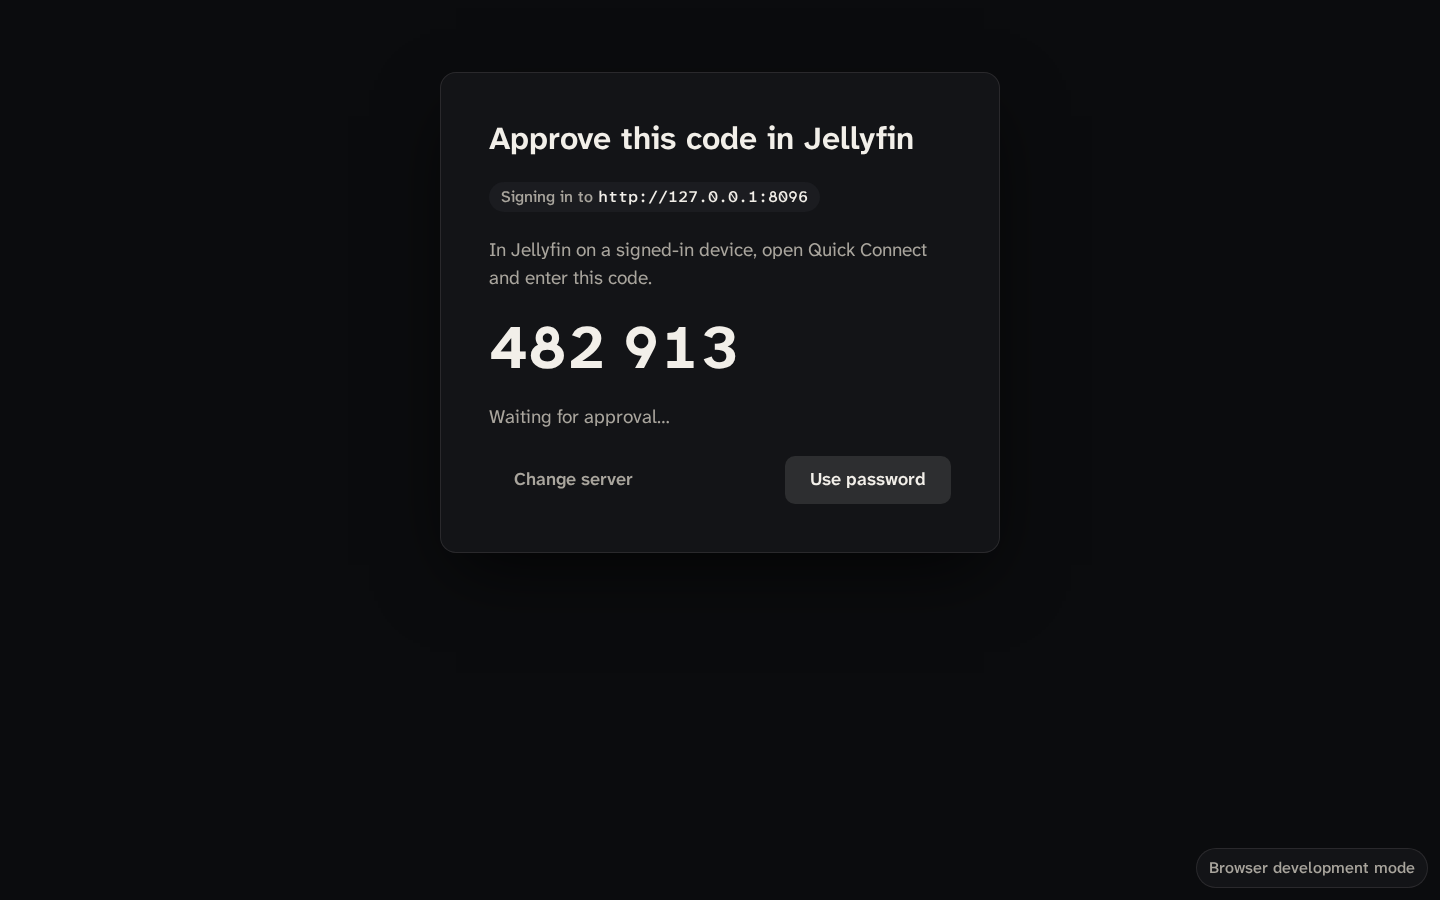 Approve this code in Jellyfin
Signing in to http://127.0.0.1:8096
In Jellyfin on a signed-in device, open Quick Connect
and enter this code.
482 913
Waiting for approval...
Change server
Use password
Browser development mode